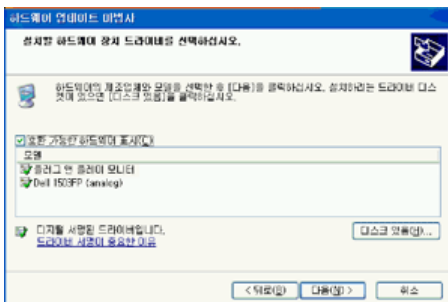 하드웨어 업데이트 마법사
설치할 하드웨어 장치 드라이버를 선택하십시오.
하드웨어의 제조업체와 모델을 선택한 후 [다음]을 클릭하십시오. 설치하려는 드라이버 디스
크가 있으면 [디스크 있음]을 클릭하십시오.
호환 가능한 하드웨어 표시(C)
모델
플러그 앤 플레이 모니터
Dell 1503FP (analog)
디지털 서명된 드라이버입니다.
드라이버 서명이 중요한 이유
디스크 있음(H)...
< 뒤로(B)
다음(N) >
취소